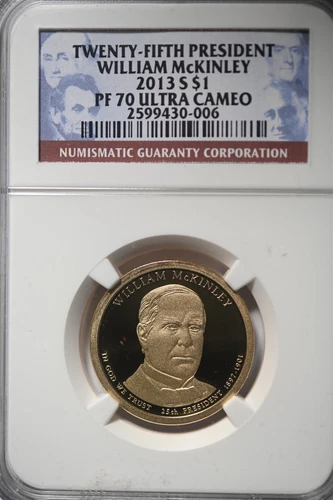 TWENTY-FIFTH PRESIDENT
WILLIAM McKINLEY
2013 S $1
PF 70 ULTRA CAMEO
2599430-006
NUMISMATIC GUARANTY CORPORATION
WILLIAM McKINLEY
IN GOD WE TRUST
25th PRESIDENT 1897-1901